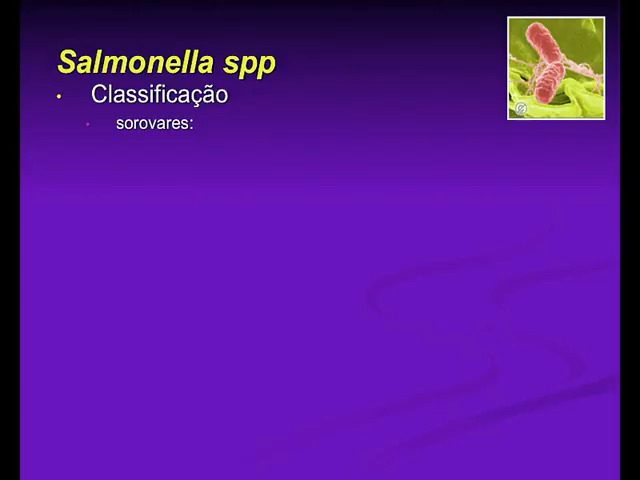 Salmonella spp
• Classificação
• sorovares: